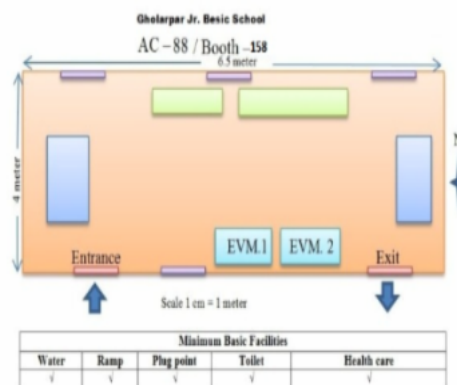 Gholarpar Jr. Besic School
AC – 88 / Booth –158
6.5 meter
4 meter
EVM.1 EVM. 2
Entrance Exit
Scale 1 cm = 1 meter
Minimum Basic Facilities
Water Ramp Plug point Toilet Health care
√ √ √ √ √